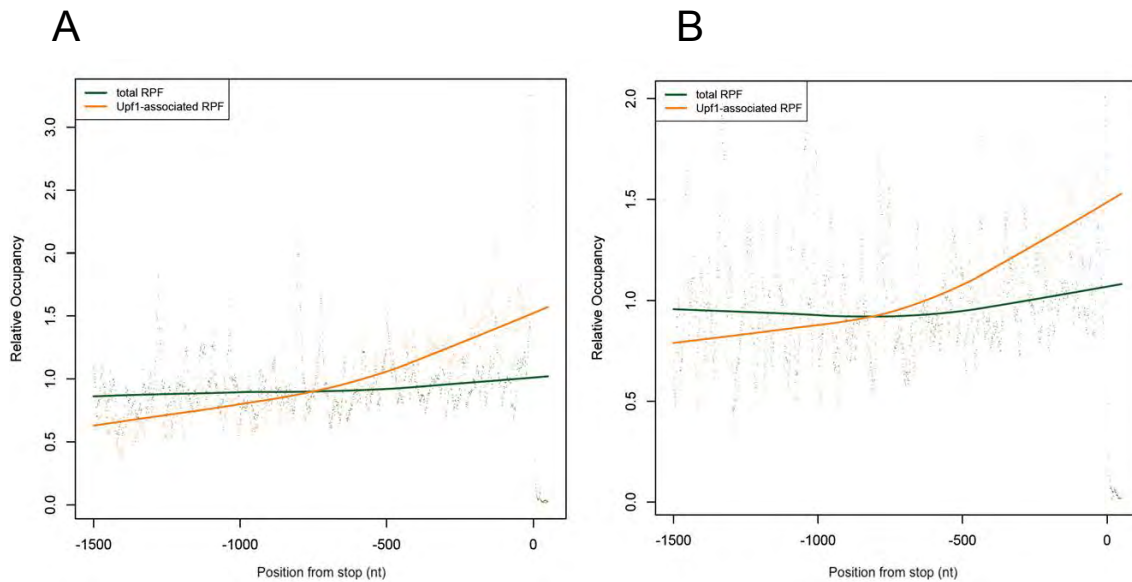 A
B
total RPF
Upf1-associated RPF
Relative Occupancy
3.0
2.5
2.0
1.5
1.0
0.5
0.0
-1500
-1000
-500
0
Position from stop (nt)
total RPF
Upf1-associated RPF
Relative Occupancy
2.0
1.5
1.0
0.5
0.0
-1500
-1000
-500
0
Position from stop (nt)